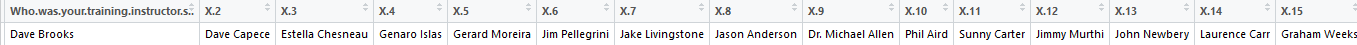 Who.was.your.training.instructor.s.. X.2 X.3 X.4 X.5 X.6 X.7 X.8 X.9 X.10 X.11 X.12 X.13 X.14 X.15
Dave Brooks Dave Capece Estella Chesneau Genaro Islas Gerard Moreira Jim Pellegrini Jake Livingstone Jason Anderson Dr. Michael Allen Phil Aird Sunny Carter Jimmy Murthi John Newbery Laurence Carr Graham Weeks